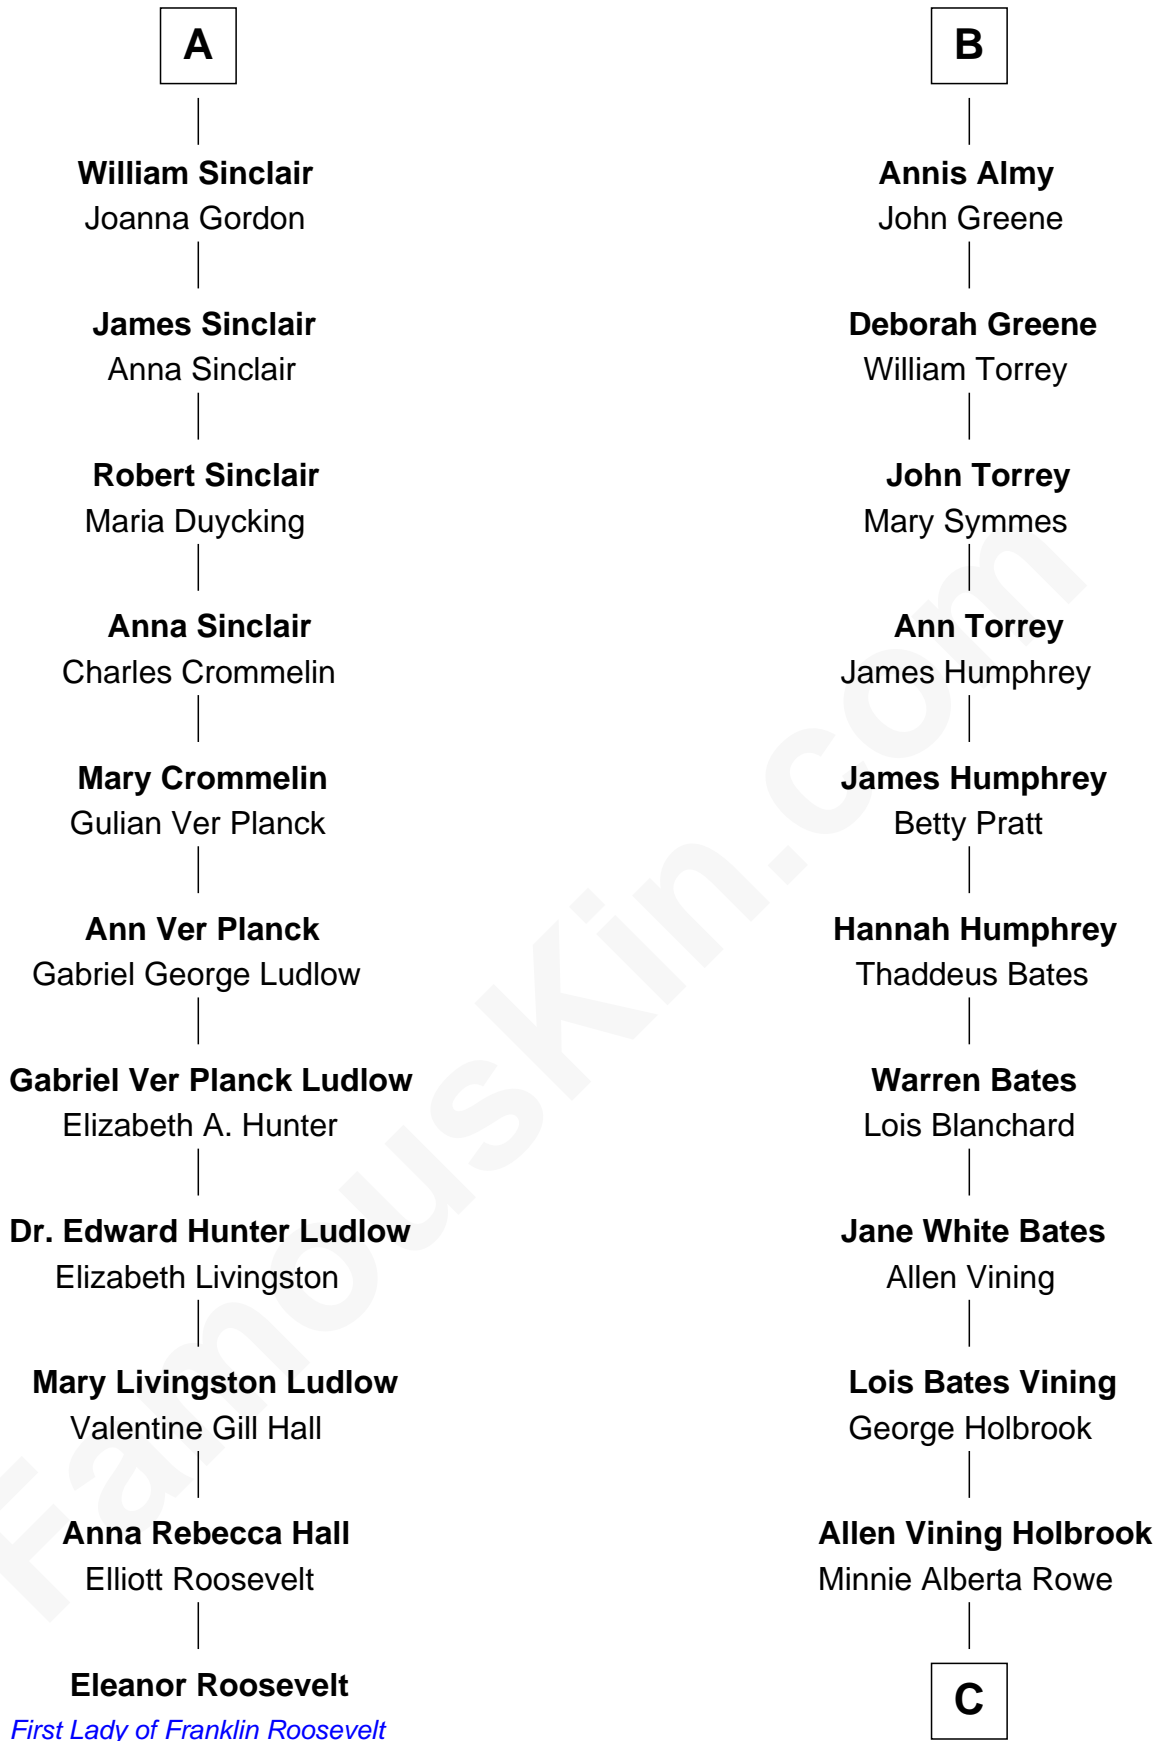 A
William Sinclair
Joanna Gordon
James Sinclair
Anna Sinclair
Robert Sinclair
Maria Duycking
Anna Sinclair
Charles Crommelin
Mary Crommelin
Gulian Ver Planck
Ann Ver Planck
Gabriel George Ludlow
Gabriel Ver Planck Ludlow
Elizabeth A. Hunter
Dr. Edward Hunter Ludlow
Elizabeth Livingston
Mary Livingston Ludlow
Valentine Gill Hall
Anna Rebecca Hall
Elliott Roosevelt
Eleanor Roosevelt
First Lady of Franklin Roosevelt
B
Annis Almy
John Greene
Deborah Greene
William Torrey
John Torrey
Mary Symmes
Ann Torrey
James Humphrey
James Humphrey
Betty Pratt
Hannah Humphrey
Thaddeus Bates
Warren Bates
Lois Blanchard
Jane White Bates
Allen Vining
Lois Bates Vining
George Holbrook
Allen Vining Holbrook
Minnie Alberta Rowe
C
FamousKin.com